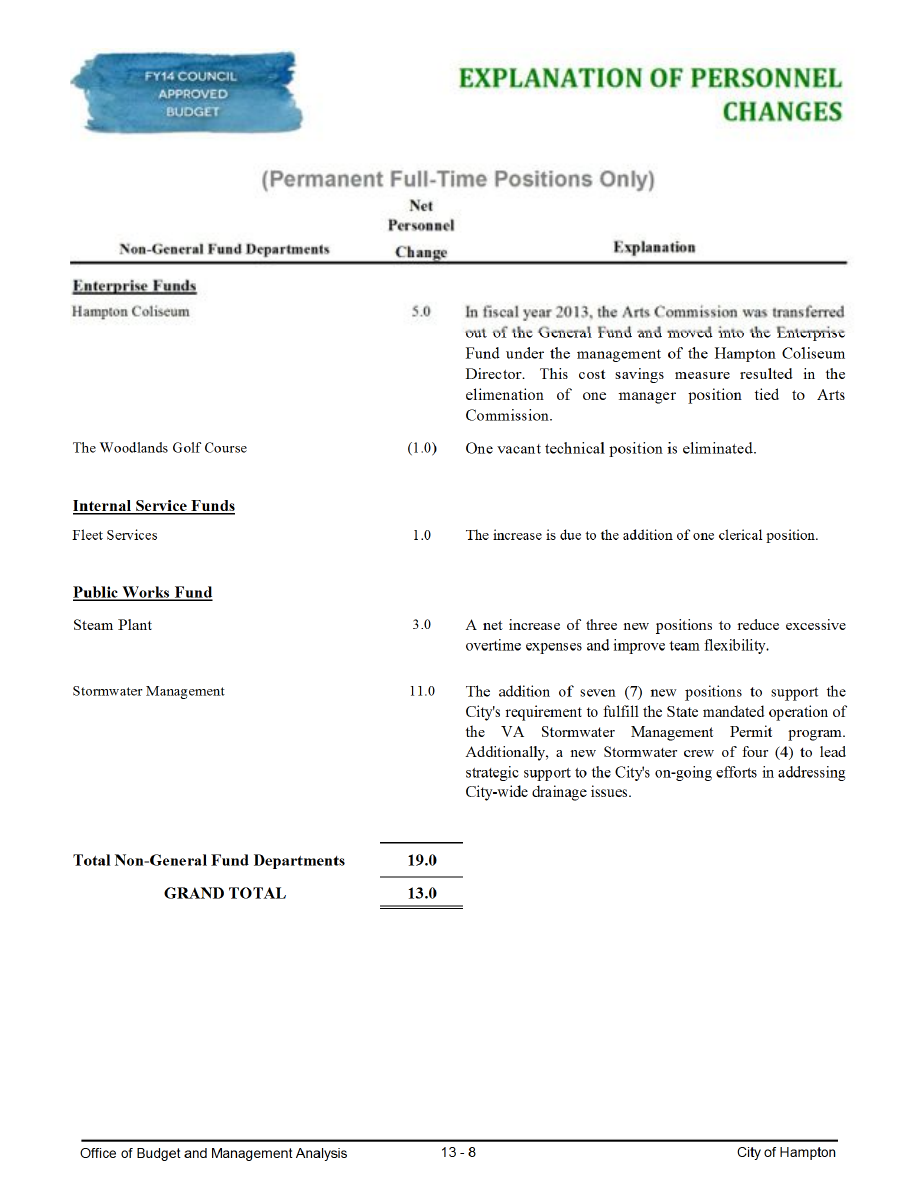 FY14 COUNCIL
APPROVED
BUDGET
EXPLANATION OF PERSONNEL
CHANGES
(Permanent Full-Time Positions Only)
Net
Personnel
Non-General Fund Departments Change Explanation
Enterprise Funds
Hampton Coliseum 5.0 In fiscal year 2013, the Arts Commission was transferred
out of the General Fund and moved into the Enterprise
Fund under the management of the Hampton Coliseum
Director. This cost savings measure resulted in the
elimenation of one manager position tied to Arts
Commission.
The Woodlands Golf Course (1.0) One vacant technical position is eliminated.
Internal Service Funds
Fleet Services 1.0 The increase is due to the addition of one clerical position.
Public Works Fund
Steam Plant 3.0 A net increase of three new positions to reduce excessive
overtime expenses and improve team flexibility.
Stormwater Management 11.0 The addition of seven (7) new positions to support the
City's requirement to fulfill the State mandated operation of
the VA Stormwater Management Permit program.
Additionally, a new Stormwater crew of four (4) to lead
strategic support to the City's on-going efforts in addressing
City-wide drainage issues.
Total Non-General Fund Departments 19.0
GRAND TOTAL 13.0
Office of Budget and Management Analysis 13 - 8 City of Hampton